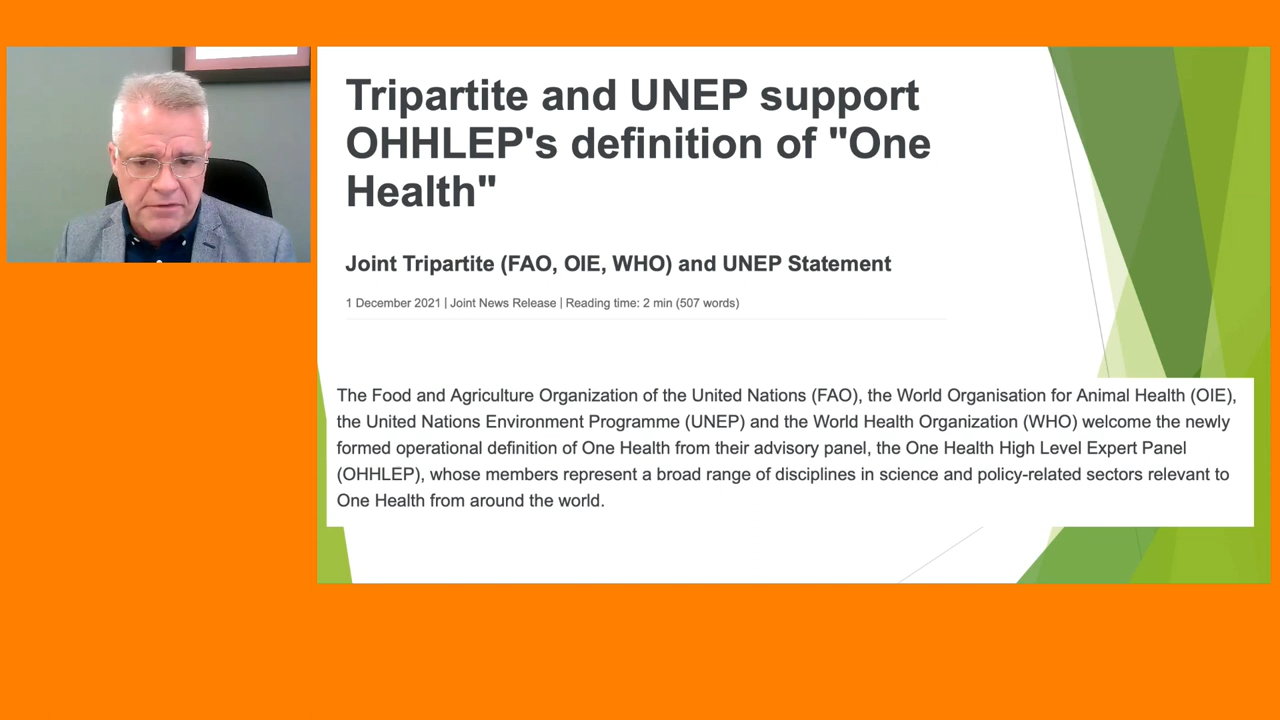 Tripartite and UNEP support
OHHLEP's definition of "One
Health"
Joint Tripartite (FAO, OIE, WHO) and UNEP Statement
1 December 2021 | Joint News Release | Reading time: 2 min (507 words)
The Food and Agriculture Organization of the United Nations (FAO), the World Organisation for Animal Health (OIE),
the United Nations Environment Programme (UNEP) and the World Health Organization (WHO) welcome the newly
formed operational definition of One Health from their advisory panel, the One Health High Level Expert Panel
(OHHLEP), whose members represent a broad range of disciplines in science and policy-related sectors relevant to
One Health from around the world.